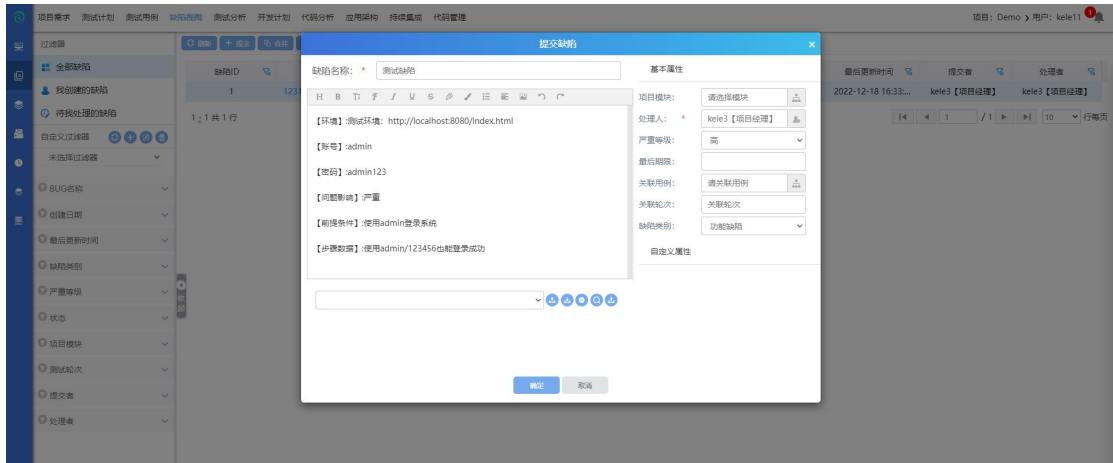 项目需求 测试计划 测试用例 缺陷视图 测试分析 开发计划 代码分析 应用架构 持续集成 代码管理
项目: Demo 用户: kele11 1
过滤器
刷新 + 提交 合并
提交缺陷 ×
全部缺陷
缺陷ID
最后更新时间 提交者 处理者
我创建的缺陷
1 1231
2022-12-18 16:33:... kele3【项目经理】 kele3【项目经理】
待我处理的缺陷
1 - 1 共 1 行
1 / 1 10 行每页
自定义过滤器
未选择过滤器
BUG名称
创建日期
最后更新时间
缺陷类别
严重等级
状态
项目模块
测试轮次
提交者
处理者
缺陷名称: * 测试缺陷
【环境】:测试环境: http://localhost:8080/index.html
【账号】:admin
【密码】:admin123
【问题影响】:严重
【前提条件】:使用admin登录系统
【步骤数据】:使用admin/123456也能登录成功
基本属性
项目模块: 请选择模块
处理人: * kele3【项目经理】
严重等级: 高
最后期限:
关联用例: 请关联用例
关联轮次: 关联轮次
缺陷类别: 功能缺陷
自定义属性
确定 取消